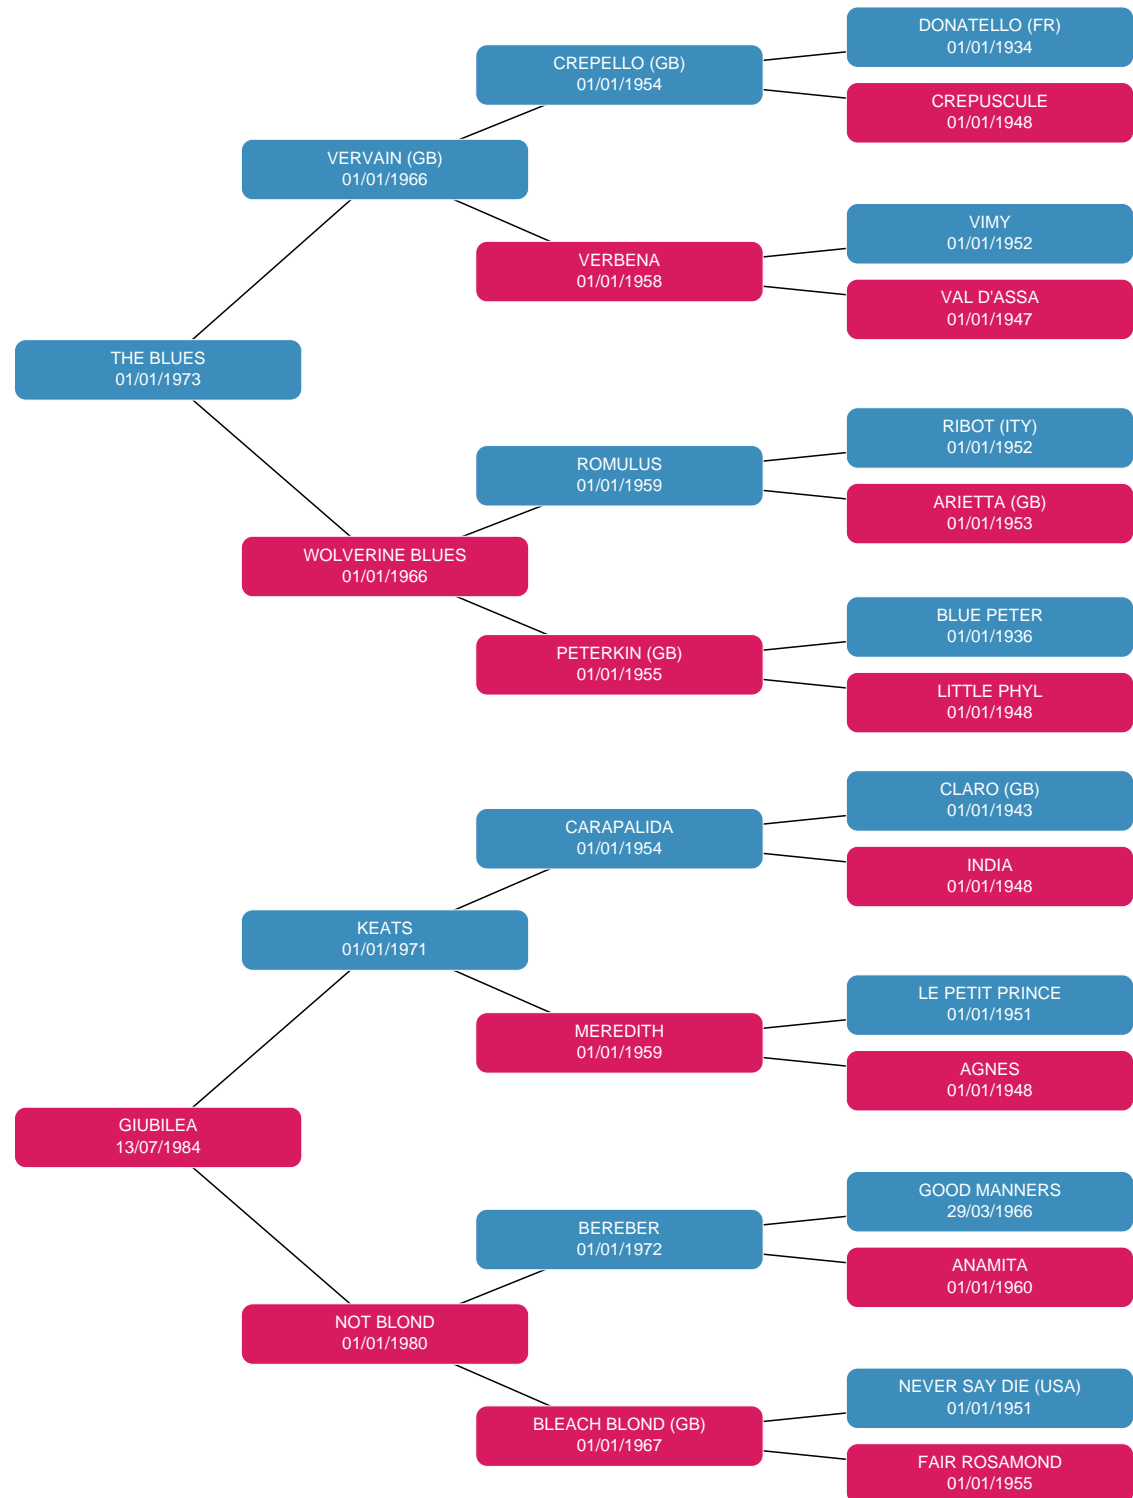 DONATELLO (FR)
01/01/1934
CREPELLO (GB)
01/01/1954
CREPUSCULE
01/01/1948
VERVAIN (GB)
01/01/1966
VIMY
01/01/1952
VERBENA
01/01/1958
VAL D'ASSA
01/01/1947
THE BLUES
01/01/1973
RIBOT (ITY)
01/01/1952
ROMULUS
01/01/1959
ARIETTA (GB)
01/01/1953
WOLVERINE BLUES
01/01/1966
BLUE PETER
01/01/1936
PETERKIN (GB)
01/01/1955
LITTLE PHYL
01/01/1948
CLARO (GB)
01/01/1943
CARAPALIDA
01/01/1954
INDIA
01/01/1948
KEATS
01/01/1971
LE PETIT PRINCE
01/01/1951
MEREDITH
01/01/1959
AGNES
01/01/1948
GIUBILEA
13/07/1984
GOOD MANNERS
29/03/1966
BEREBER
01/01/1972
ANAMITA
01/01/1960
NOT BLOND
01/01/1980
NEVER SAY DIE (USA)
01/01/1951
BLEACH BLOND (GB)
01/01/1967
FAIR ROSAMOND
01/01/1955